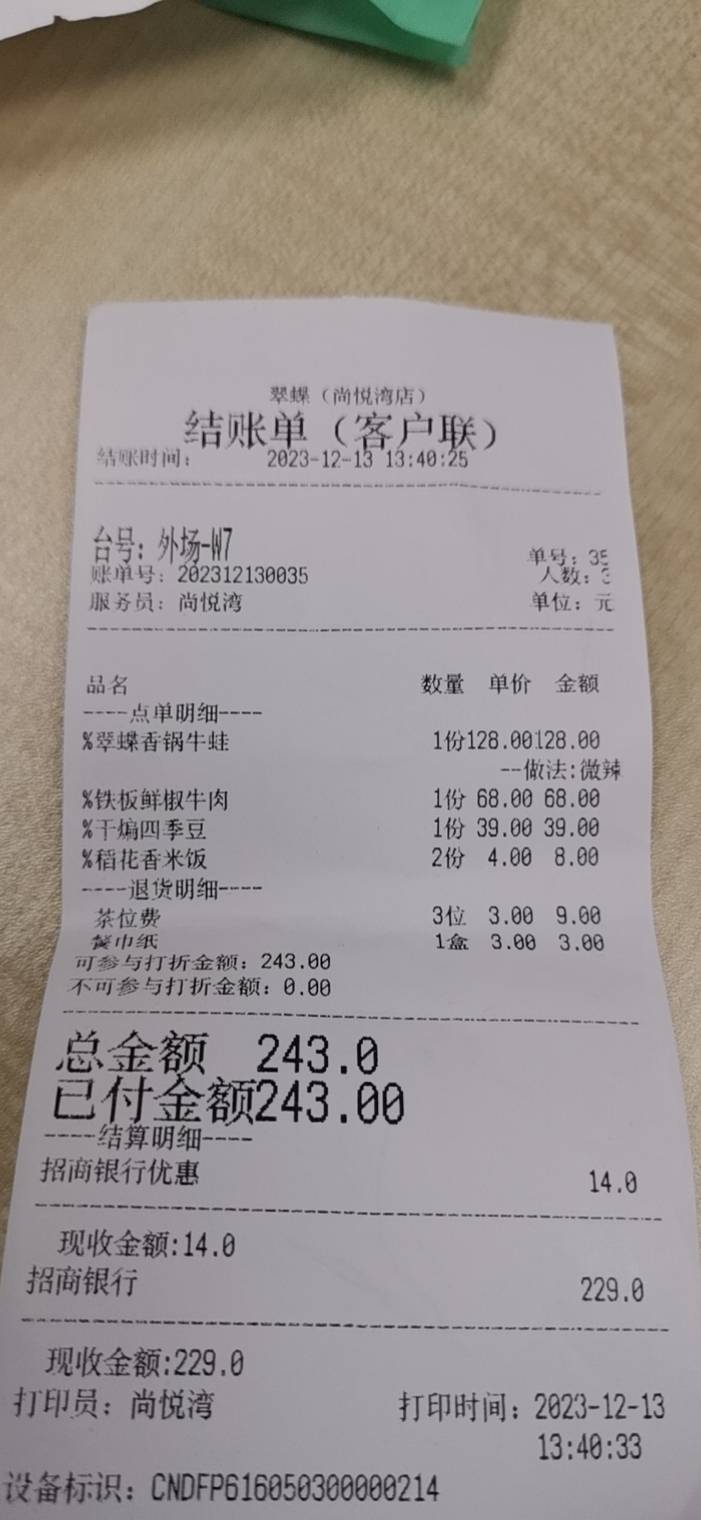 翠蝶（尚悦湾店）
结账单（客户联）
结账时间： 2023-12-13 13:40:25
台号：外场-W7
单号：35
账单号：202312130035
人数：3
服务员：尚悦湾 单位：元
品名 数量 单价 金额
----点单明细----
%翠蝶香锅牛蛙 1份128.00128.00
--做法:微辣
%铁板鲜椒牛肉 1份 68.00 68.00
%干煸四季豆 1份 39.00 39.00
%稻花香米饭 2份 4.00 8.00
----退货明细----
茶位费 3位 3.00 9.00
餐巾纸 1盒 3.00 3.00
可参与打折金额：243.00
不可参与打折金额：0.00
总金额 243.0
已付金额243.00
----结算明细----
招商银行优惠 14.0
现收金额:14.0
招商银行 229.0
现收金额:229.0
打印员：尚悦湾 打印时间：2023-12-13
13:40:33
设备标识：CNDFP616050300000214